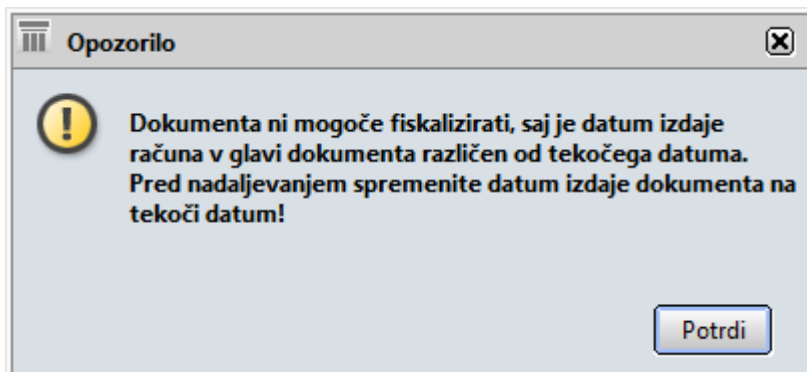 Opozorilo
Dokumenta ni mogoče fiskalizirati, saj je datum izdaje
računa v glavi dokumenta različen od tekočega datuma.
Pred nadaljevanjem spremenite datum izdaje dokumenta na
tekoči datum!
Potrdi